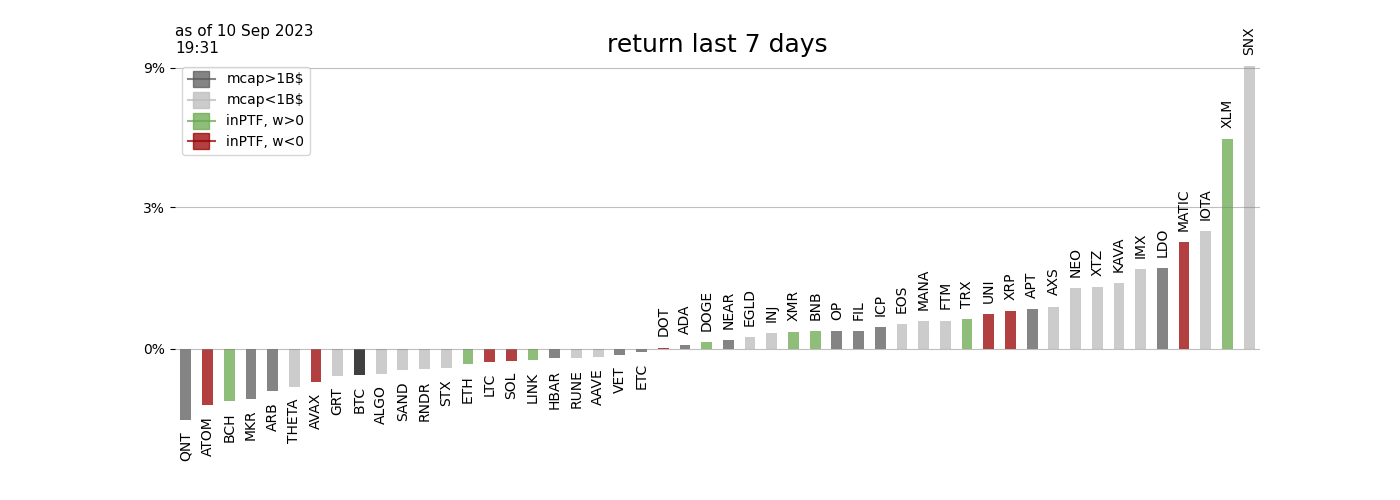 as of 10 Sep 2023
19:31
return last 7 days
9%
3%
0%
mcap>1B$
mcap<1B$
inPTF, w>0
inPTF, w<0
QNT
ATOM
BCH
MKR
ARB
THETA
AVAX
GRT
BTC
ALGO
SAND
RNDR
STX
ETH
LTC
SOL
LINK
HBAR
RUNE
AAVE
VET
ETC
DOT
ADA
DOGE
NEAR
EGLD
INJ
XMR
BNB
OP
FIL
ICP
EOS
MANA
FTM
TRX
UNI
XRP
APT
AXS
NEO
XTZ
KAVA
IMX
LDO
MATIC
IOTA
XLM
SNX